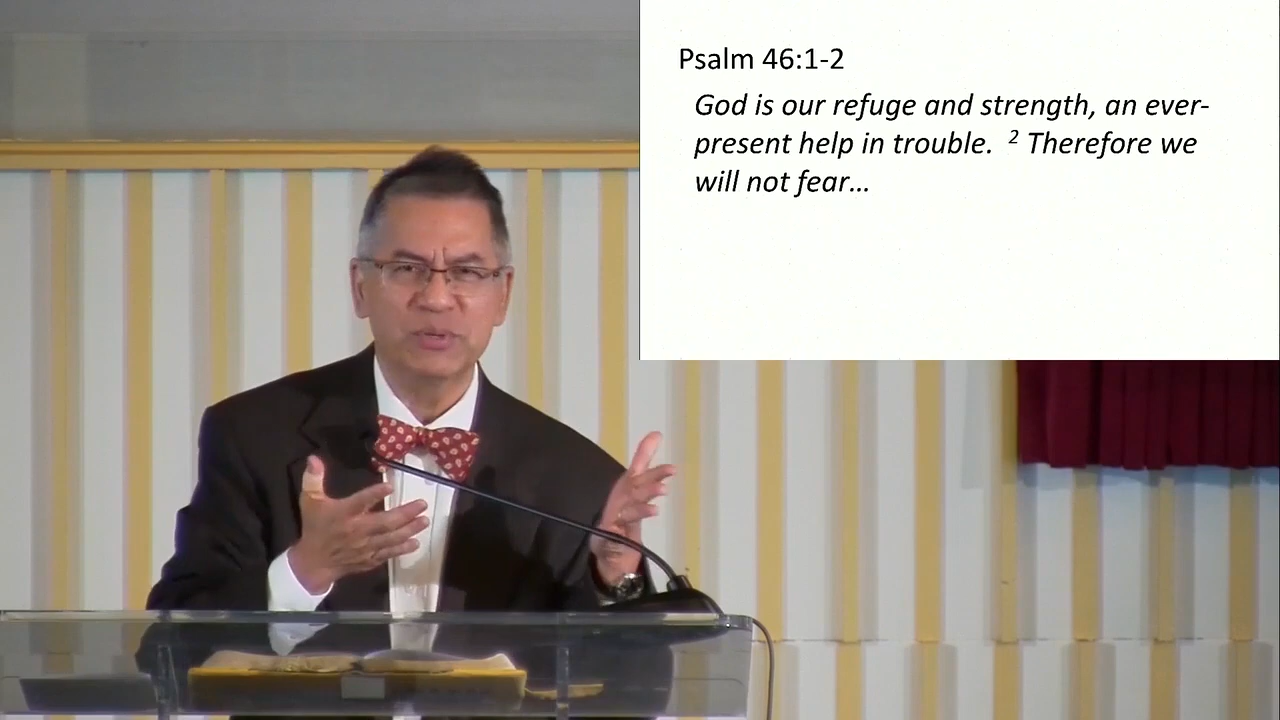 Psalm 46:1-2
God is our refuge and strength, an ever-
present help in trouble.  ² Therefore we
will not fear…